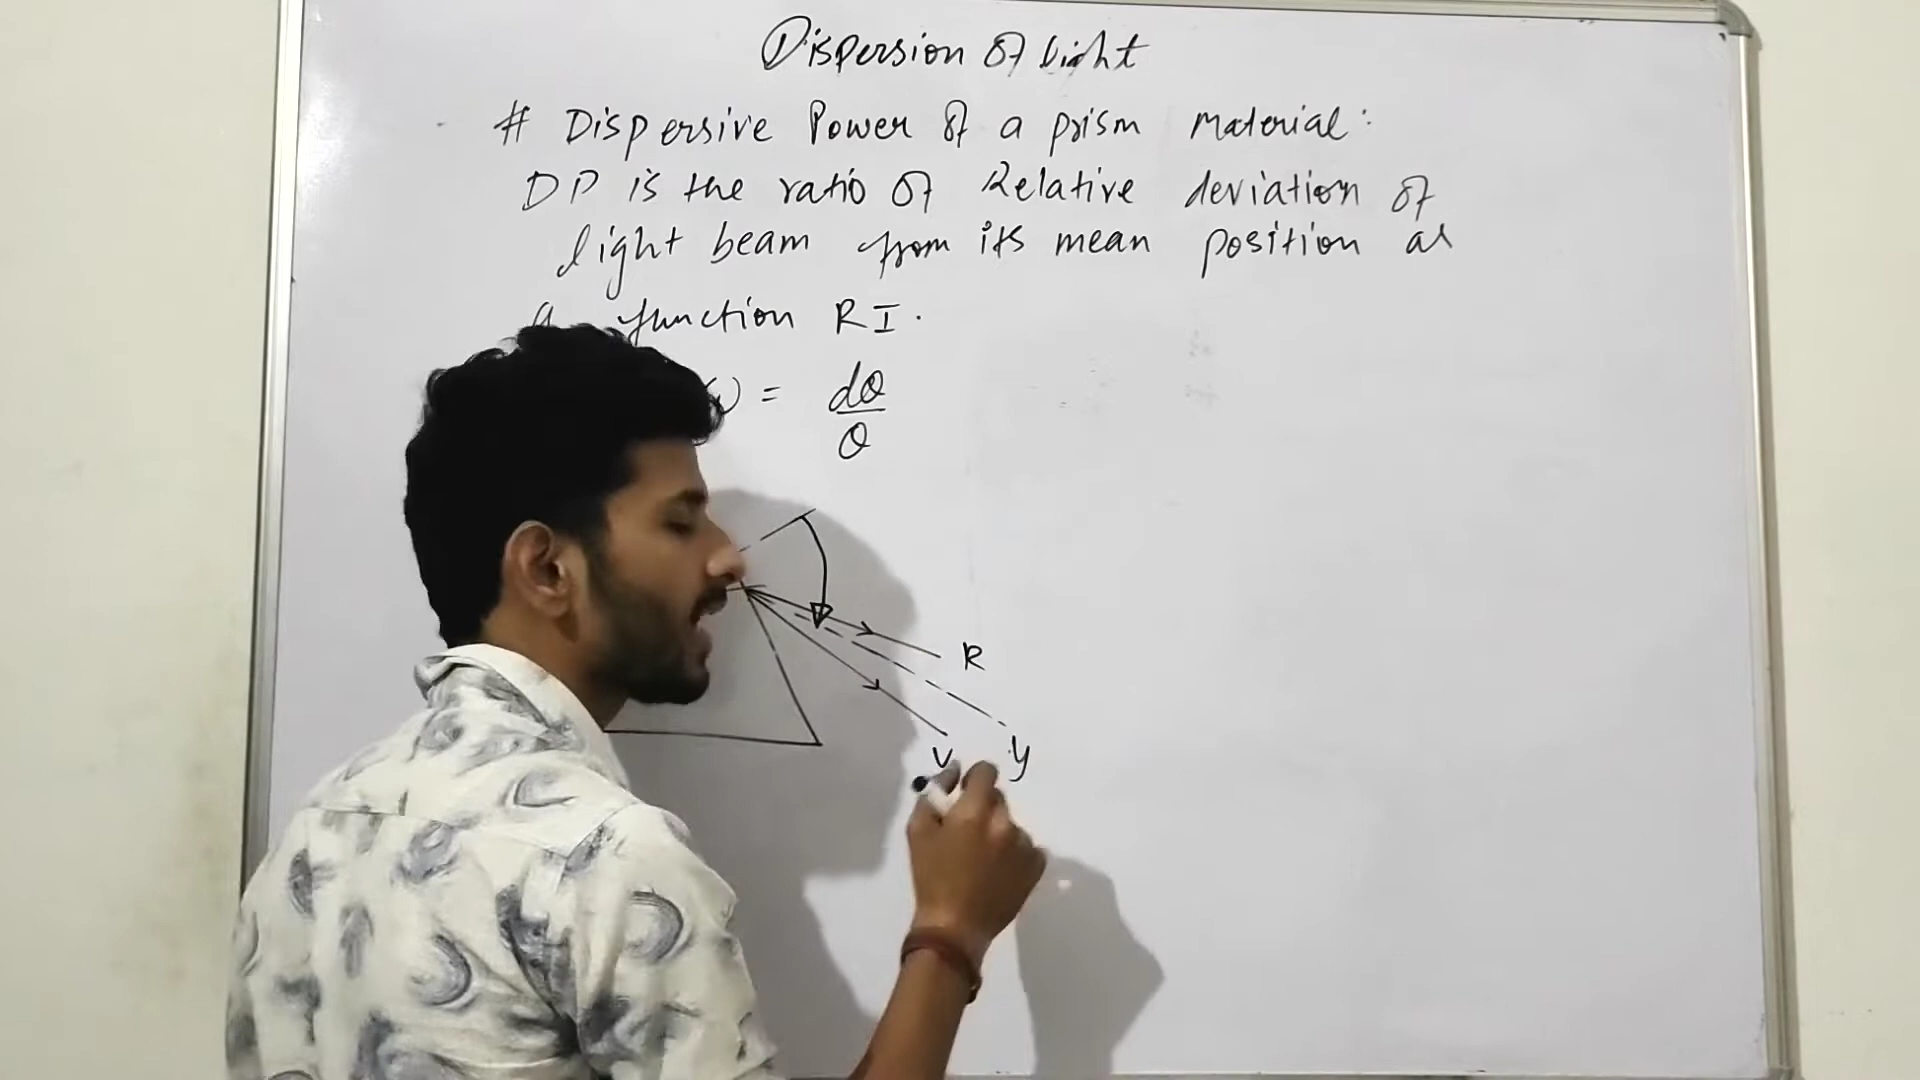 Dispersion of light
# Dispersive Power of a prism material:
DP is the ratio of Relative deviation of
light beam from its mean position as
a function RI.
ω = dθ
θ
R
V
y